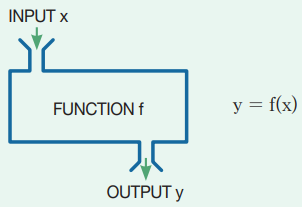 INPUT x
FUNCTION f
y = f(x)
OUTPUT y